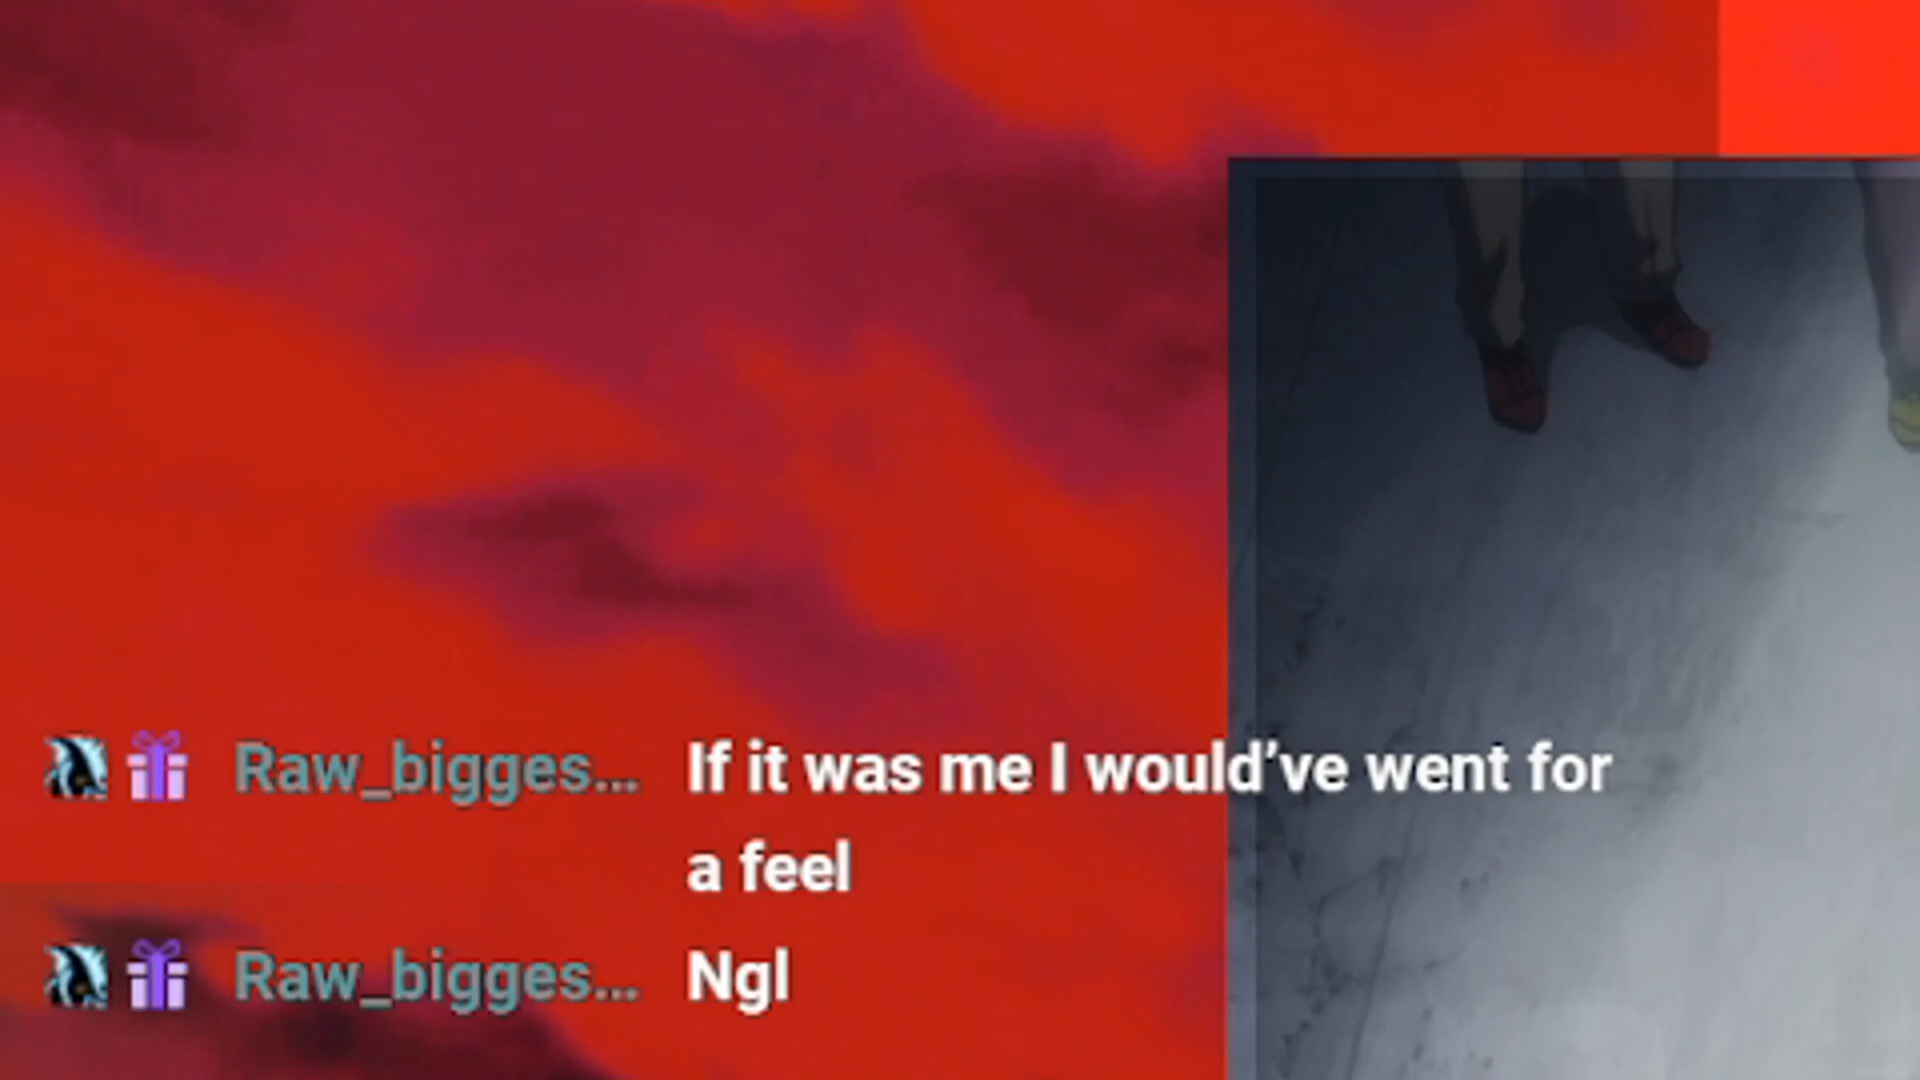 Raw_bigges... If it was me I would’ve went for
a feel
Raw_bigges... Ngl